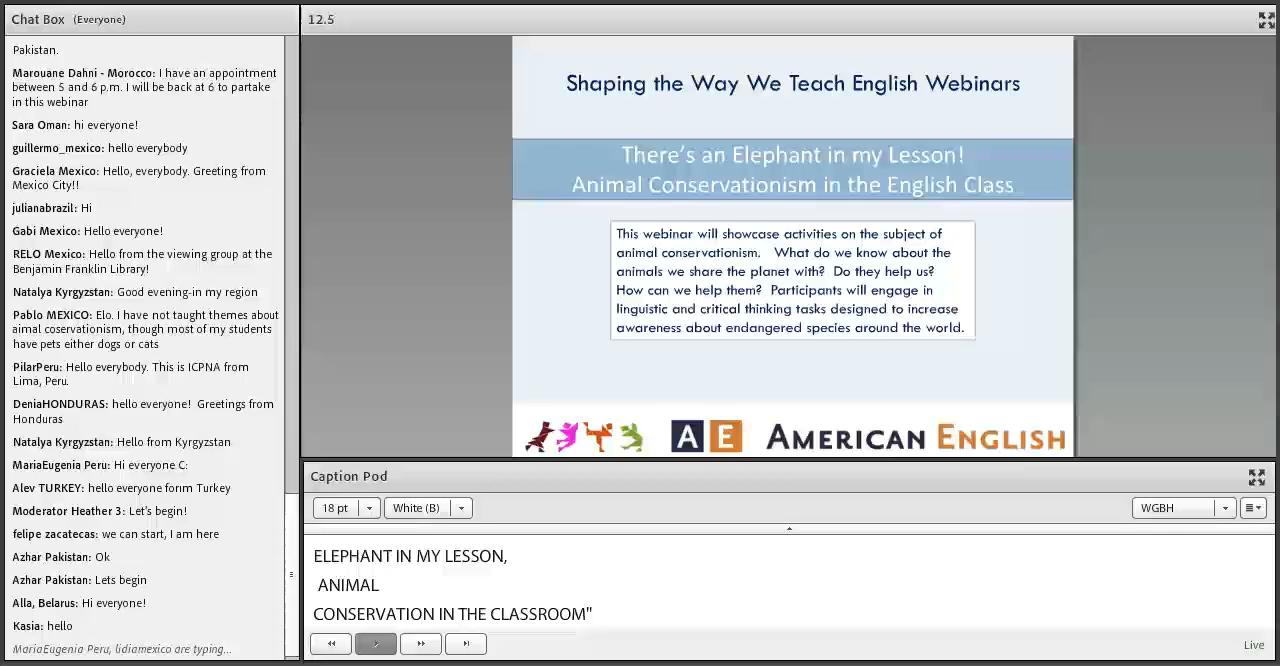 Chat Box (Everyone)
Pakistan.
Marouane Dahni - Morocco: I have an appointment
between 5 and 6 p.m. I will be back at 6 to partake
in this webinar
Sara Oman: hi everyone!
guillermo_mexico: hello everybody
Graciela Mexico: Hello, everybody. Greeting from
Mexico City!!
julianabrazil: Hi
Gabi Mexico: Hello everyone!
RELO Mexico: Hello from the viewing group at the
Benjamin Franklin Library!
Natalya Kyrgyzstan: Good evening-in my region
Pablo MEXICO: Elo. I have not taught themes about
aimal coservationism, though most of my students
have pets either dogs or cats
PilarPeru: Hello everybody. This is ICPNA from
Lima, Peru.
DeniaHONDURAS: hello everyone!  Greetings from
Honduras
Natalya Kyrgyzstan: Hello from Kyrgyzstan
MariaEugenia Peru: Hi everyone C:
Alev TURKEY: hello everyone forım Turkey
Moderator Heather 3: Let's begin!
felipe zacatecas: we can start, I am here
Azhar Pakistan: Ok
Azhar Pakistan: Lets begin
Alla, Belarus: Hi everyone!
Kasia: hello
MariaEugenia Peru, lidiamexico are typing...
12.5
Shaping the Way We Teach English Webinars
There's an Elephant in my Lesson!
Animal Conservationism in the English Class
This webinar will showcase activities on the subject of
animal conservationism.   What do we know about the
animals we share the planet with?  Do they help us?
How can we help them?  Participants will engage in
linguistic and critical thinking tasks designed to increase
awareness about endangered species around the world.
AE AMERICAN ENGLISH
Caption Pod
18 pt
White (B)
WGBH
ELEPHANT IN MY LESSON,
ANIMAL
CONSERVATION IN THE CLASSROOM"
Live